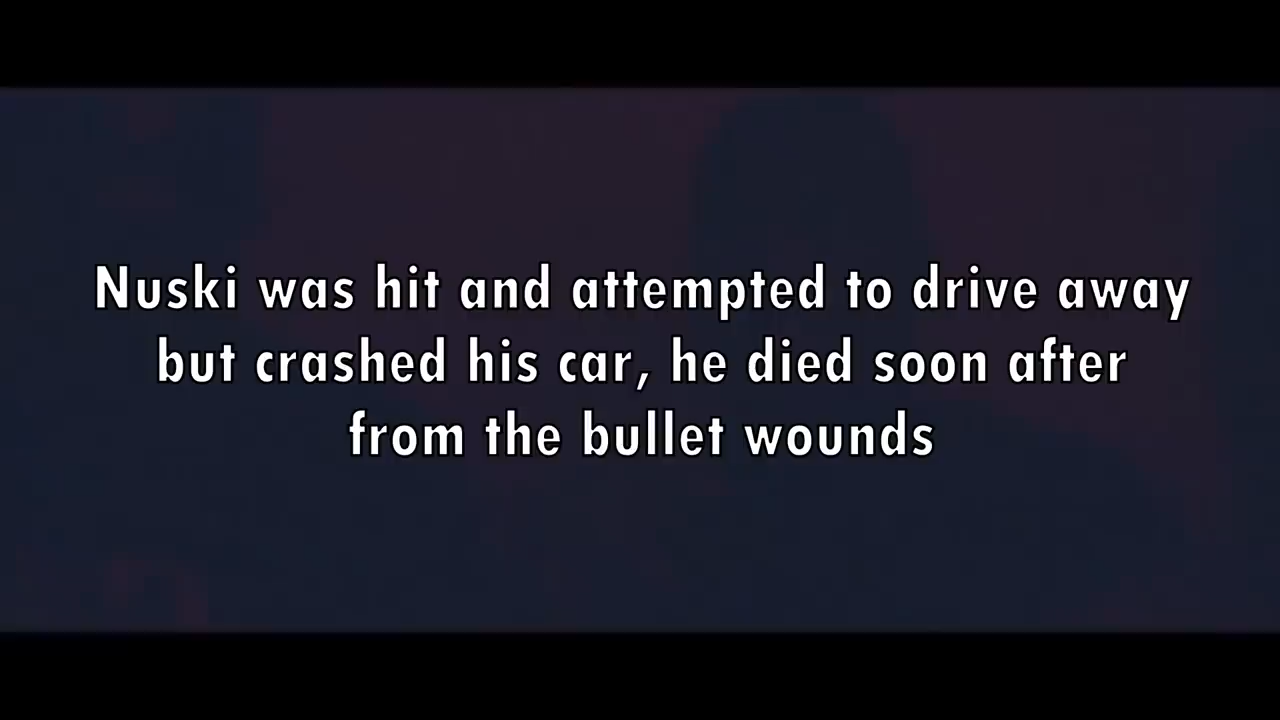 Nuski was hit and attempted to drive away
but crashed his car, he died soon after
from the bullet wounds